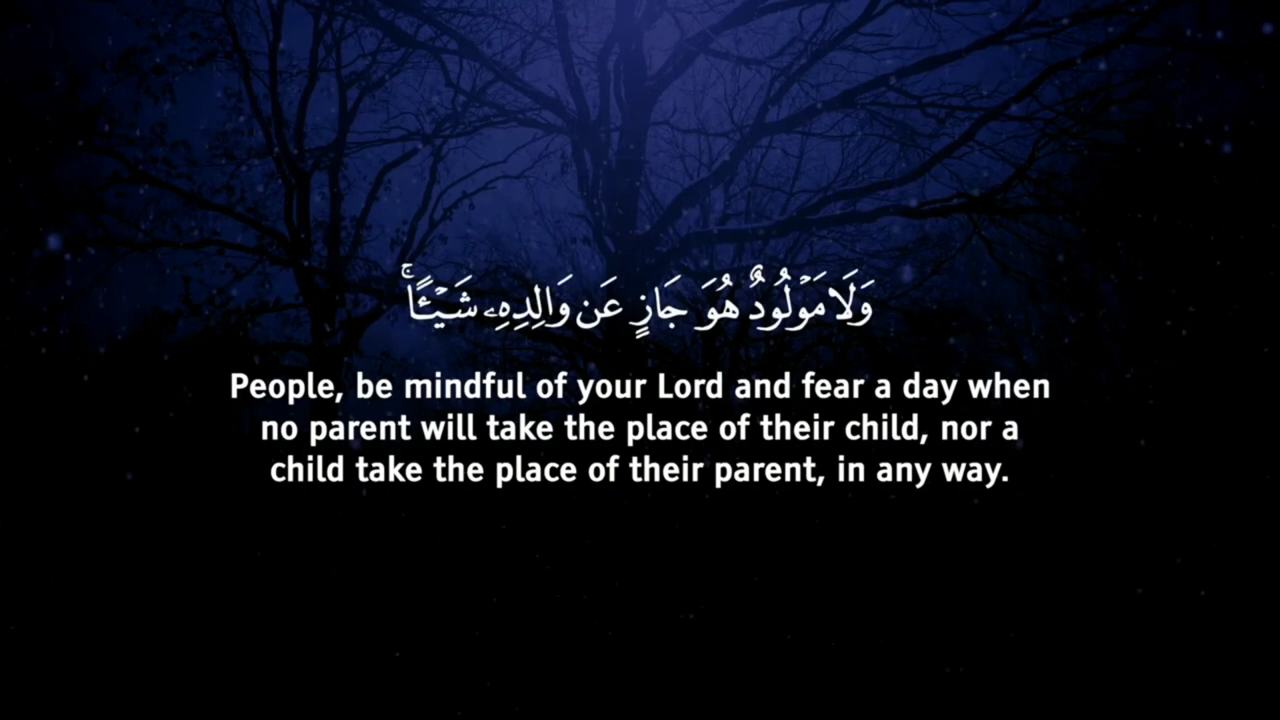 وَلَا مَوْلُودٌ هُوَ جَازٍ عَن وَالِدِهِۦ شَيْـًٔا ۚ
People, be mindful of your Lord and fear a day when
no parent will take the place of their child, nor a
child take the place of their parent, in any way.